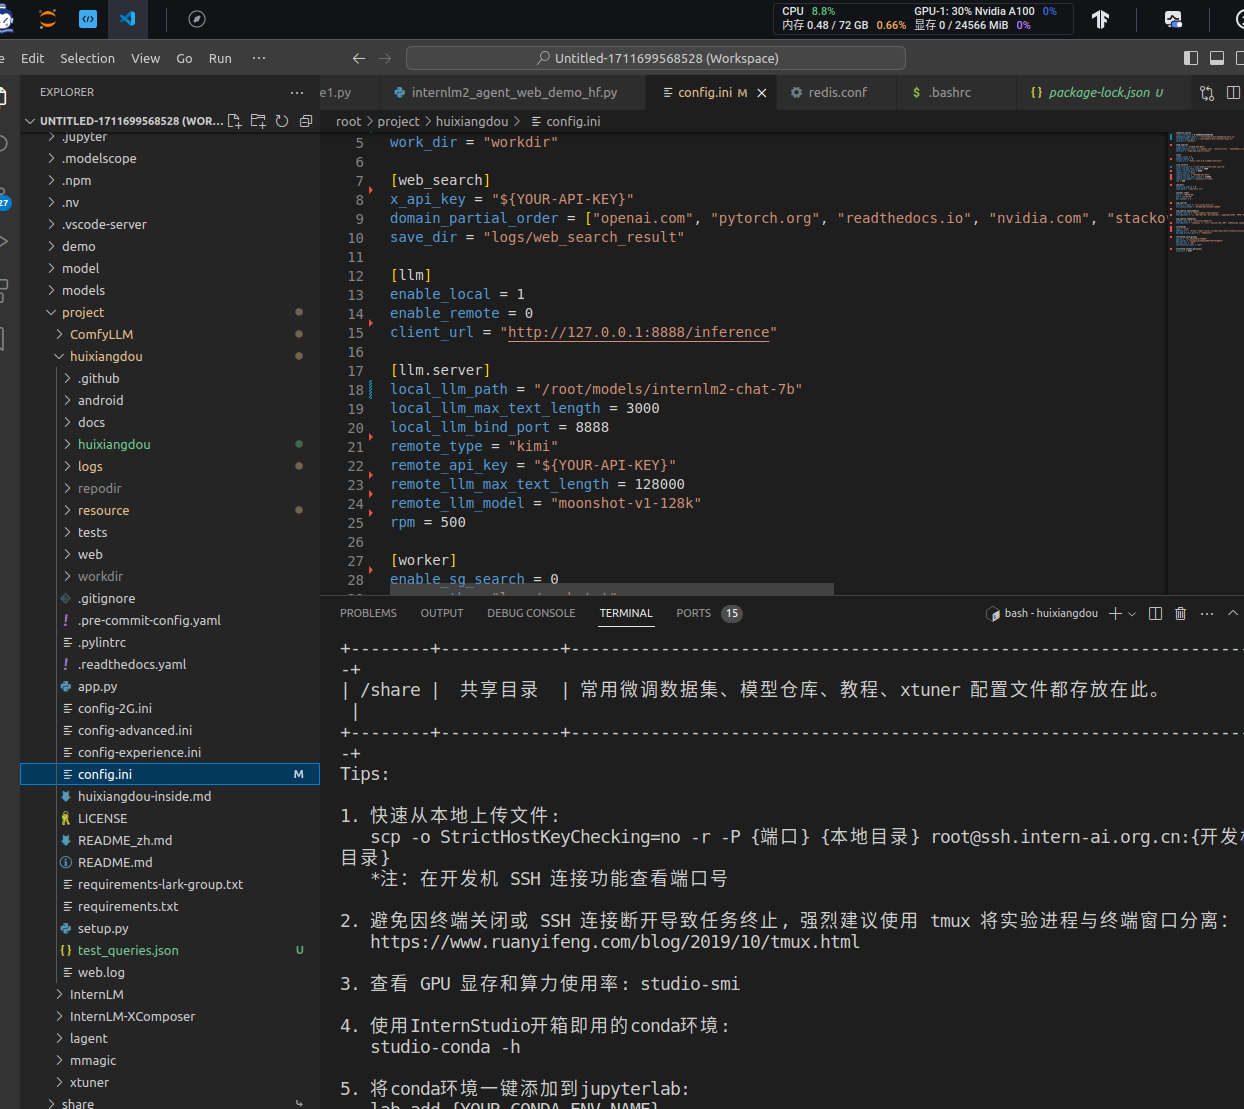 CPU 8.8% GPU-1: 30% Nvidia A100 0%
内存 0.48 / 72 GB 0.66% 显存 0 / 24566 MiB 0%
Edit Selection View Go Run ··· Untitled-1711699568528 (Workspace)
EXPLORER ···
e1.py internlm2_agent_web_demo_hf.py config.ini M redis.conf $ .bashrc {} package-lock.json U
UNTITLED-1711699568528 (WOR...
root > project > huixiangdou > config.ini
.jupyter
.modelscope
.npm
.nv
27
.vscode-server
demo
model
models
project
ComfyLLM
huixiangdou
.github
android
docs
huixiangdou
logs
repodir
resource
tests
web
workdir
.gitignore
! .pre-commit-config.yaml
.pylintrc
! .readthedocs.yaml
app.py
config-2G.ini
config-advanced.ini
config-experience.ini
config.ini M
huixiangdou-inside.md
LICENSE
README_zh.md
README.md
requirements-lark-group.txt
requirements.txt
setup.py
{} test_queries.json U
web.log
InternLM
InternLM-XComposer
lagent
mmagic
xtuner
share
5 work_dir = "workdir"
6
7 [web_search]
8 x_api_key = "${YOUR-API-KEY}"
9 domain_partial_order = ["openai.com", "pytorch.org", "readthedocs.io", "nvidia.com", "stacko
10 save_dir = "logs/web_search_result"
11
12 [llm]
13 enable_local = 1
14 enable_remote = 0
15 client_url = "http://127.0.0.1:8888/inference"
16
17 [llm.server]
18 local_llm_path = "/root/models/internlm2-chat-7b"
19 local_llm_max_text_length = 3000
20 local_llm_bind_port = 8888
21 remote_type = "kimi"
22 remote_api_key = "${YOUR-API-KEY}"
23 remote_llm_max_text_length = 128000
24 remote_llm_model = "moonshot-v1-128k"
25 rpm = 500
26
27 [worker]
28 enable_sg_search = 0
PROBLEMS OUTPUT DEBUG CONSOLE TERMINAL PORTS 15 bash - huixiangdou
+--------+------------+--------------------------------------------------------------------
-+
| /share | 共享目录 | 常用微调数据集、模型仓库、教程、xtuner 配置文件都存放在此。
|
+--------+------------+--------------------------------------------------------------------
-+
Tips:
1. 快速从本地上传文件:
scp -o StrictHostKeyChecking=no -r -P {端口} {本地目录} root@ssh.intern-ai.org.cn:{开发机
目录}
*注: 在开发机 SSH 连接功能查看端口号
2. 避免因终端关闭或 SSH 连接断开导致任务终止, 强烈建议使用 tmux 将实验进程与终端窗口分离:
https://www.ruanyifeng.com/blog/2019/10/tmux.html
3. 查看 GPU 显存和算力使用率: studio-smi
4. 使用InternStudio开箱即用的conda环境:
studio-conda -h
5. 将conda环境一键添加到jupyterlab:
lab add {YOUR_CONDA_ENV_NAME}